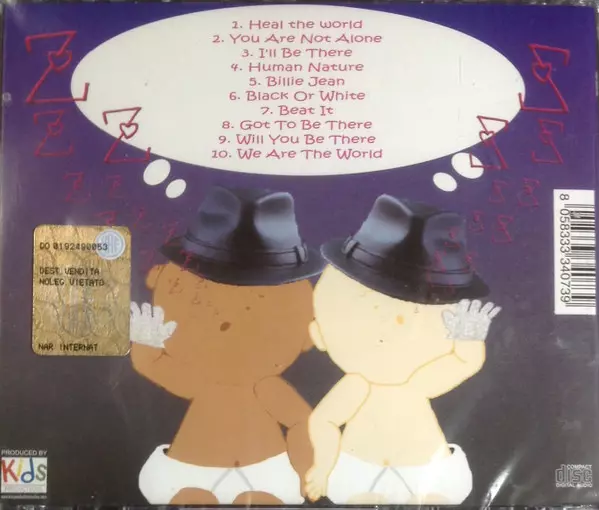 1. Heal the world
2. You Are Not Alone
3. I'll Be There
4. Human Nature
5. Billie Jean
6. Black Or White
7. Beat It
8. Got To Be There
9. Will You Be There
10. We Are The World
DEST.VENDITA
NOLEG.VIETATO
NAR INTERNAT
8 058333 340739
PRODUCED BY
Kids
COMPACT
disc
DIGITAL AUDIO